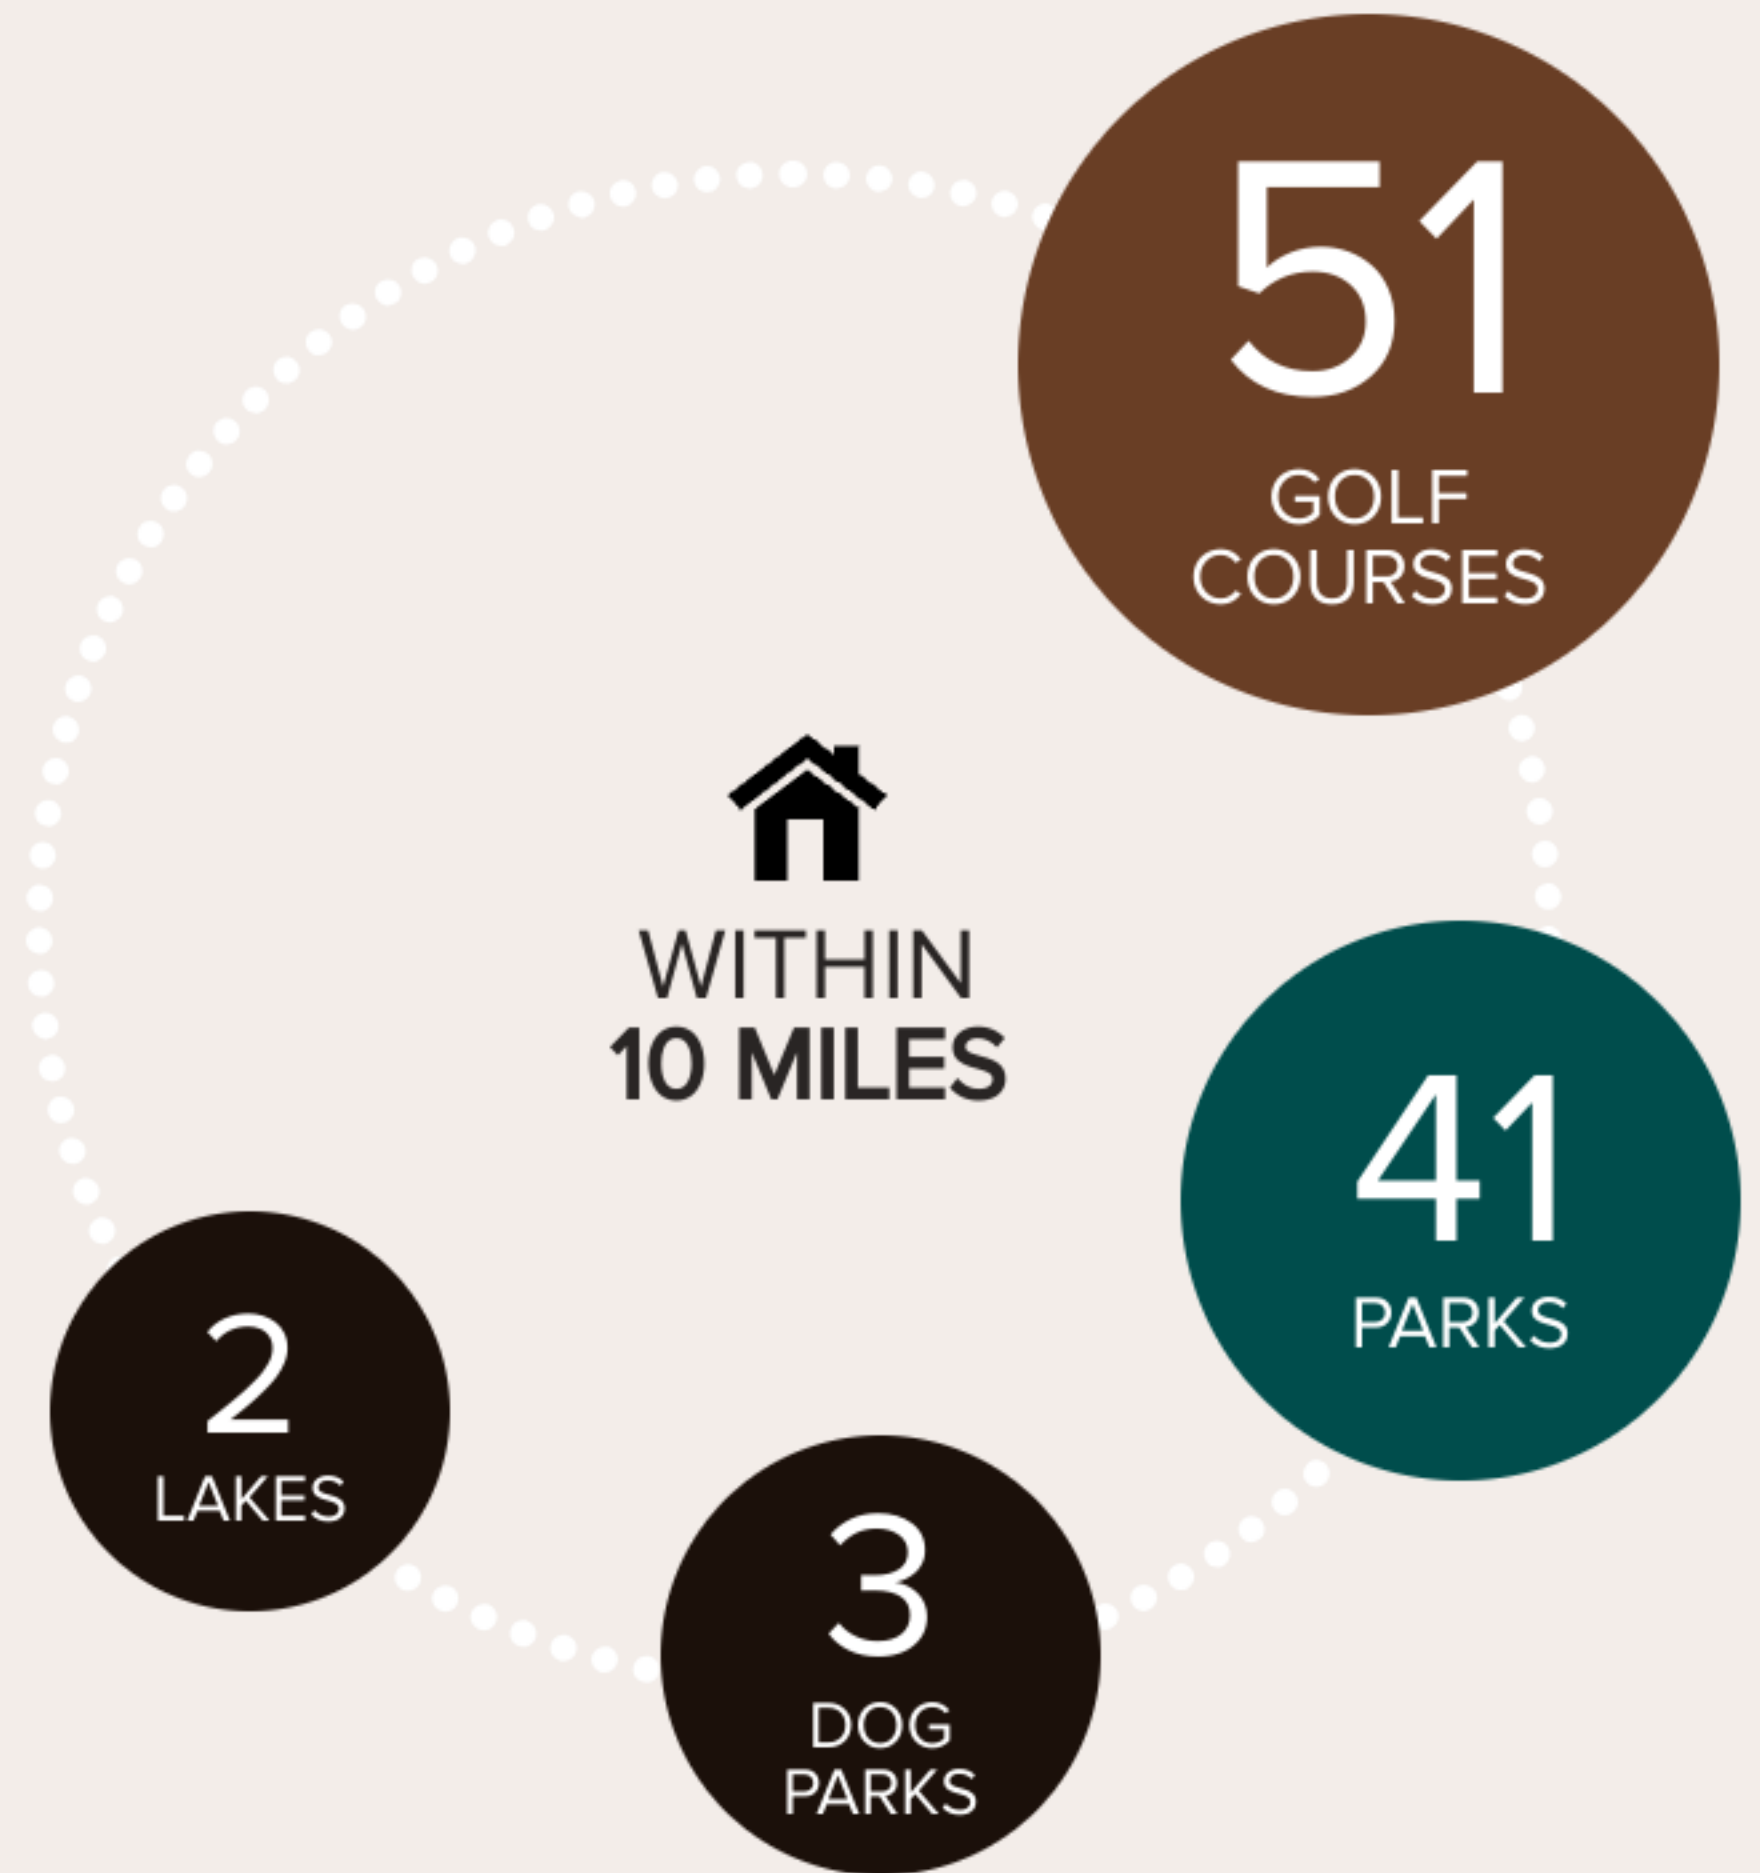 51
GOLF
COURSES
WITHIN
10 MILES
41
PARKS
2
LAKES
3
DOG
PARKS